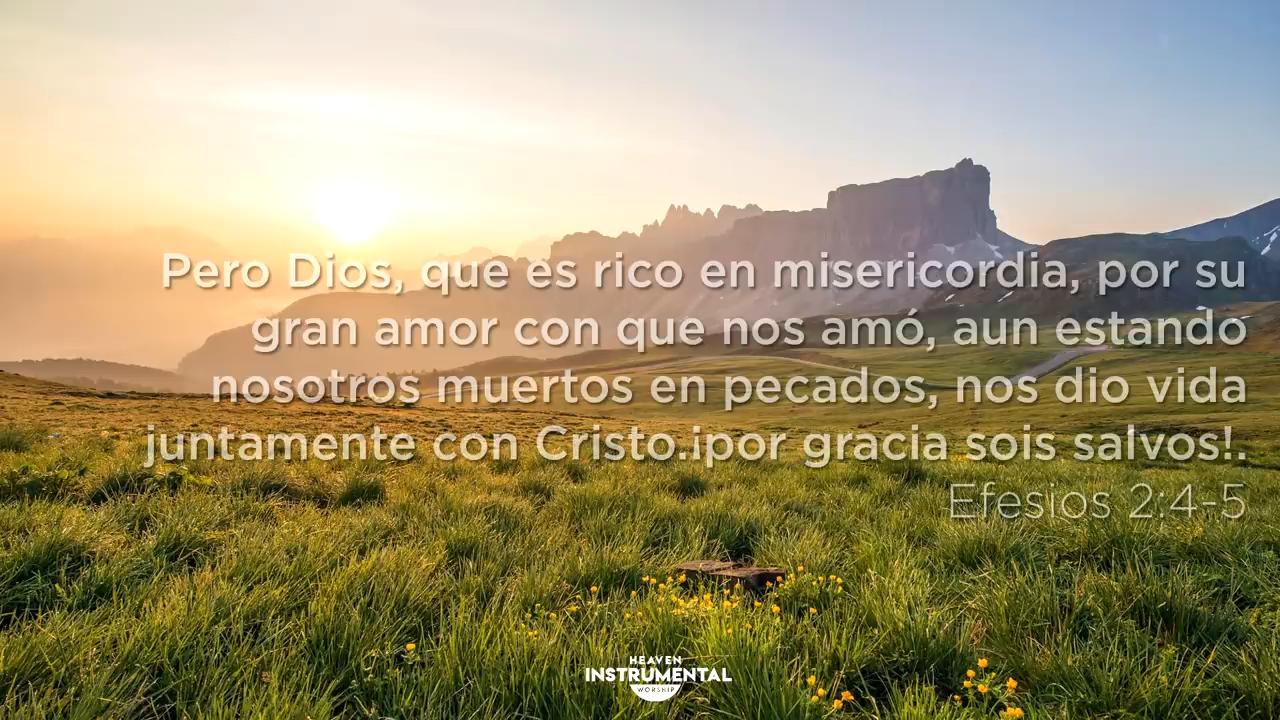 Pero Dios, que es rico en misericordia, por su
gran amor con que nos amó, aun estando
nosotros muertos en pecados, nos dio vida
juntamente con Cristo.ipor gracia sois salvos!.
Efesios 2:4-5
HEAVEN
INSTRUMENTAL
WORSHIP